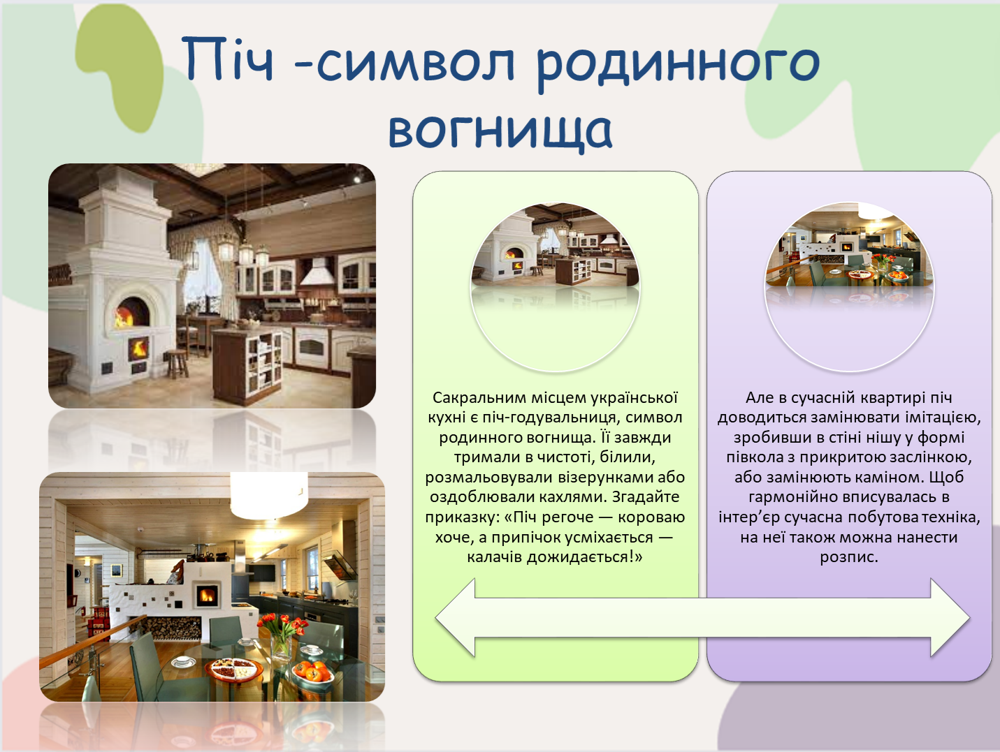 Піч -символ родинного
вогнища
Сакральним місцем української
кухні є піч-годувальниця, символ
родинного вогнища. Її завжди
тримали в чистоті, білили,
розмальовували візерунками або
оздоблювали кахлями. Згадайте
приказку: «Піч регоче — короваю
хоче, а припічок усміхається —
калачів дожидається!»
Але в сучасній квартирі піч
доводиться замінювати імітацією,
зробивши в стіні нішу у формі
півкола з прикритою заслінкою,
або замінюють каміном. Щоб
гармонійно вписувалась в
інтер’єр сучасна побутова техніка,
на неї також можна нанести
розпис.